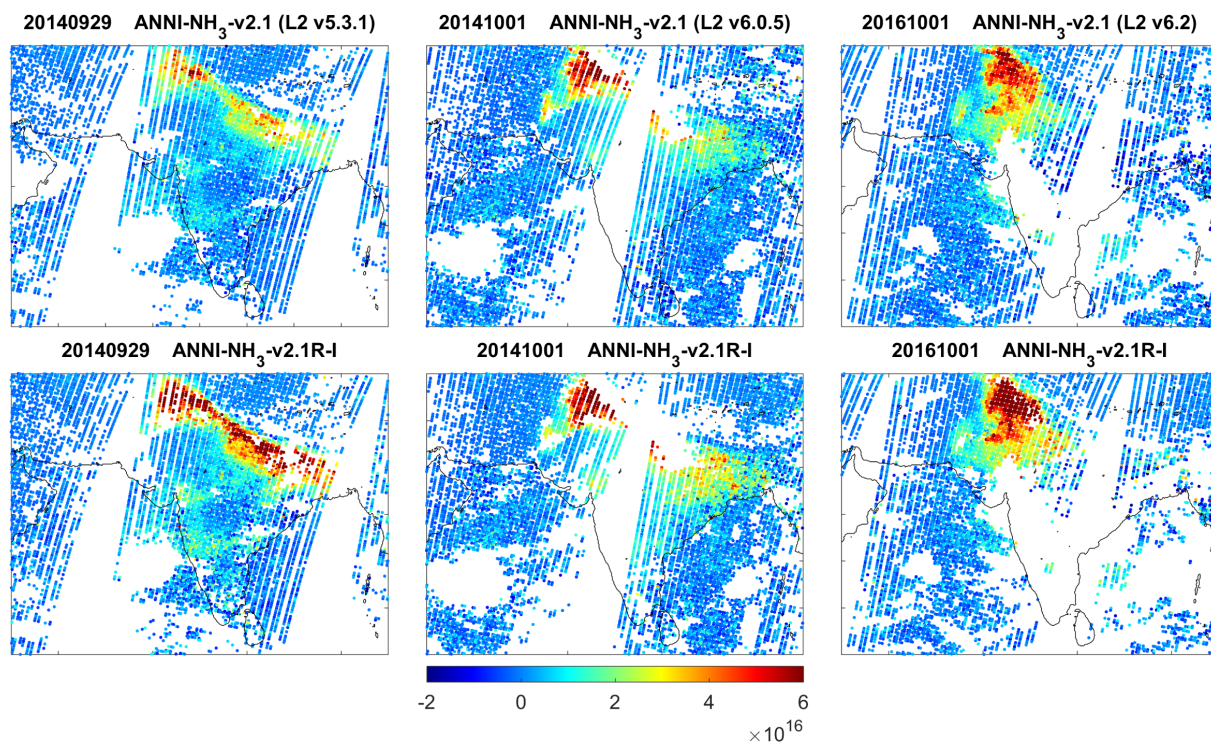 20140929 ANNI-NH3-v2.1 (L2 v5.3.1)
20141001 ANNI-NH3-v2.1 (L2 v6.0.5)
20161001 ANNI-NH3-v2.1 (L2 v6.2)
20140929 ANNI-NH3-v2.1R-I
20141001 ANNI-NH3-v2.1R-I
20161001 ANNI-NH3-v2.1R-I
-2 0 2 4 6
×10^16